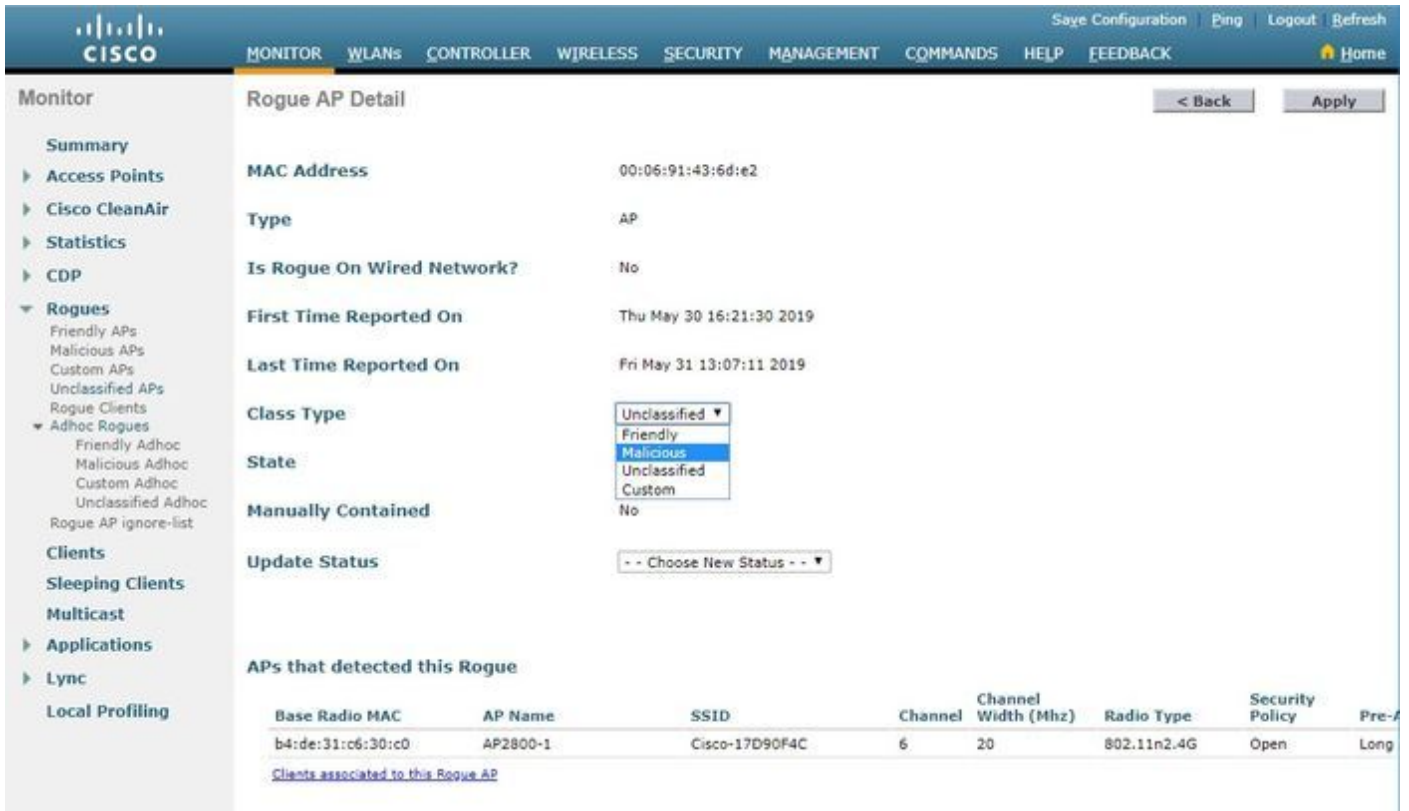 Save Configuration Ping Logout Refresh
CISCO
MONITOR WLANs CONTROLLER WIRELESS SECURITY MANAGEMENT COMMANDS HELP FEEDBACK Home
Monitor
Summary
Access Points
Cisco CleanAir
Statistics
CDP
Rogues
Friendly APs
Malicious APs
Custom APs
Unclassified APs
Rogue Clients
Adhoc Rogues
Friendly Adhoc
Malicious Adhoc
Custom Adhoc
Unclassified Adhoc
Rogue AP ignore-list
Clients
Sleeping Clients
Multicast
Applications
Lync
Local Profiling
Rogue AP Detail
< Back Apply
MAC Address 00:06:91:43:6d:e2
Type AP
Is Rogue On Wired Network? No
First Time Reported On Thu May 30 16:21:30 2019
Last Time Reported On Fri May 31 13:07:11 2019
Class Type Unclassified
Friendly
Malicious
Unclassified
Custom
State
Manually Contained No
Update Status - - Choose New Status - -
APs that detected this Rogue
Base Radio MAC AP Name SSID Channel Channel Width (Mhz) Radio Type Security Policy Pre-A
b4:de:31:c6:30:c0 AP2800-1 Cisco-17D90F4C 6 20 802.11n2.4G Open Long
Clients associated to this Rogue AP